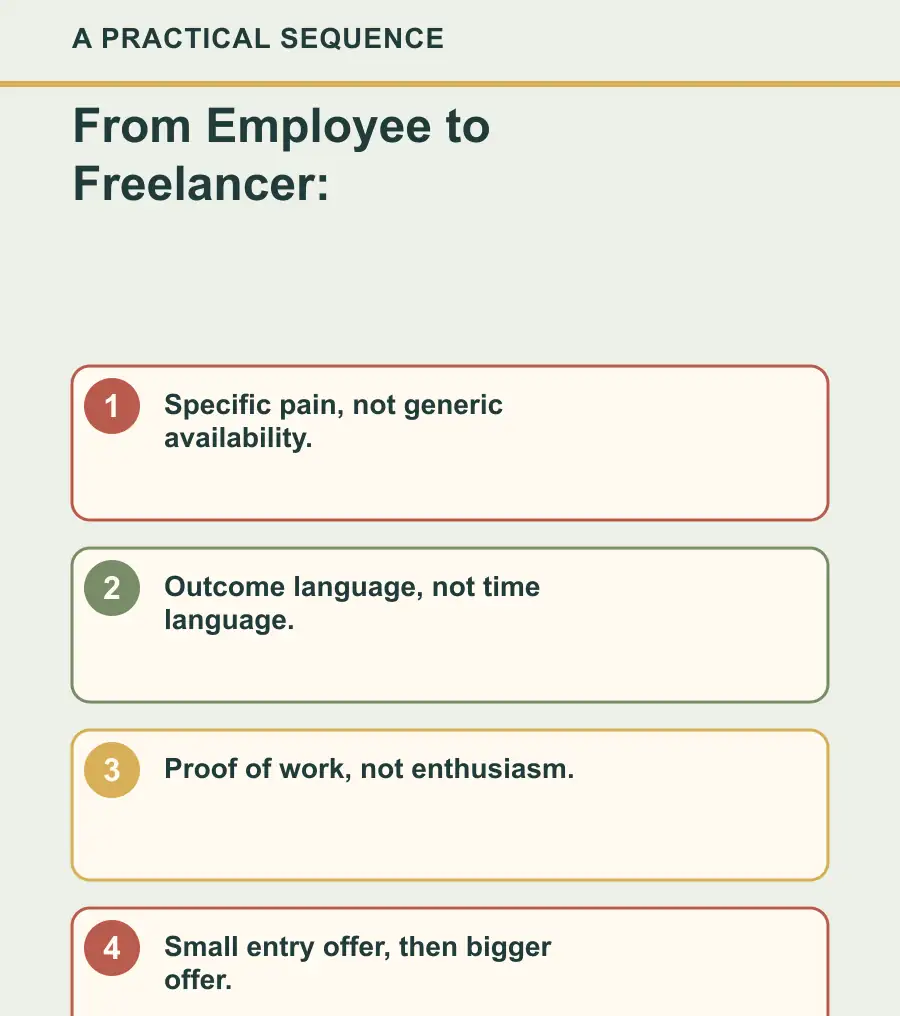 A PRACTICAL SEQUENCE
From Employee to
Freelancer:
1
Specific pain, not generic
availability.
2
Outcome language, not time
language.
3
Proof of work, not enthusiasm.
4
Small entry offer, then bigger
offer.